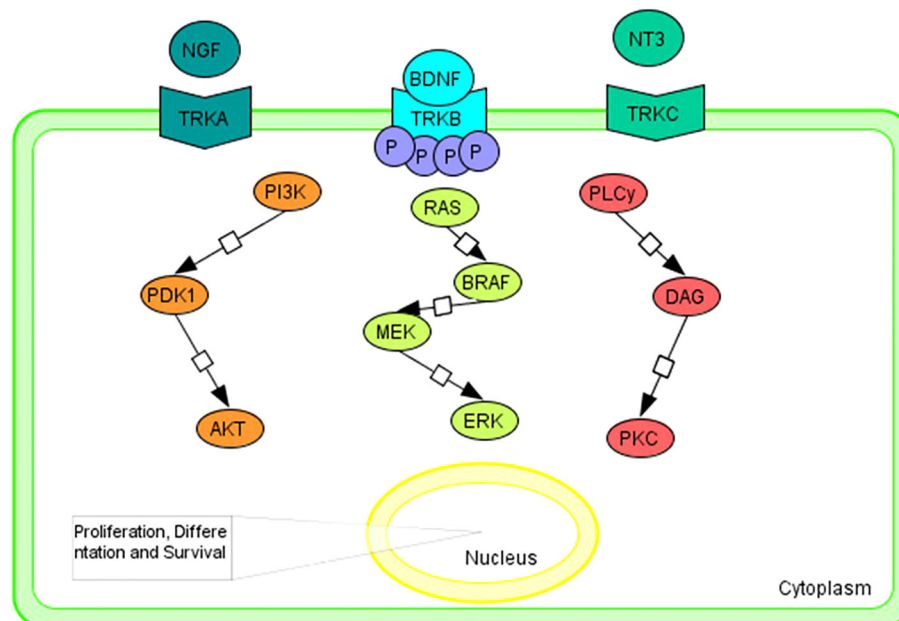 NGF
BDNF
NT3
TRKA
TRKB
TRKC
P
P
P
P
PI3K
RAS
PLCy
PDK1
BRAF
DAG
MEK
AKT
ERK
PKC
Proliferation, Differe
ntation and Survival
Nucleus
Cytoplasm